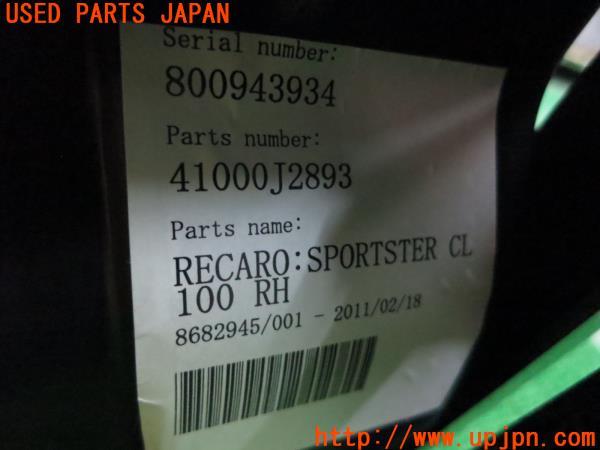 USED PARTS JAPAN
Serial number:
800943934
Parts number:
41000J2893
Parts name:
RECARO:SPORTSTER CL
100 RH
8682945/001 - 2011/02/18
http://www.upjpn.com